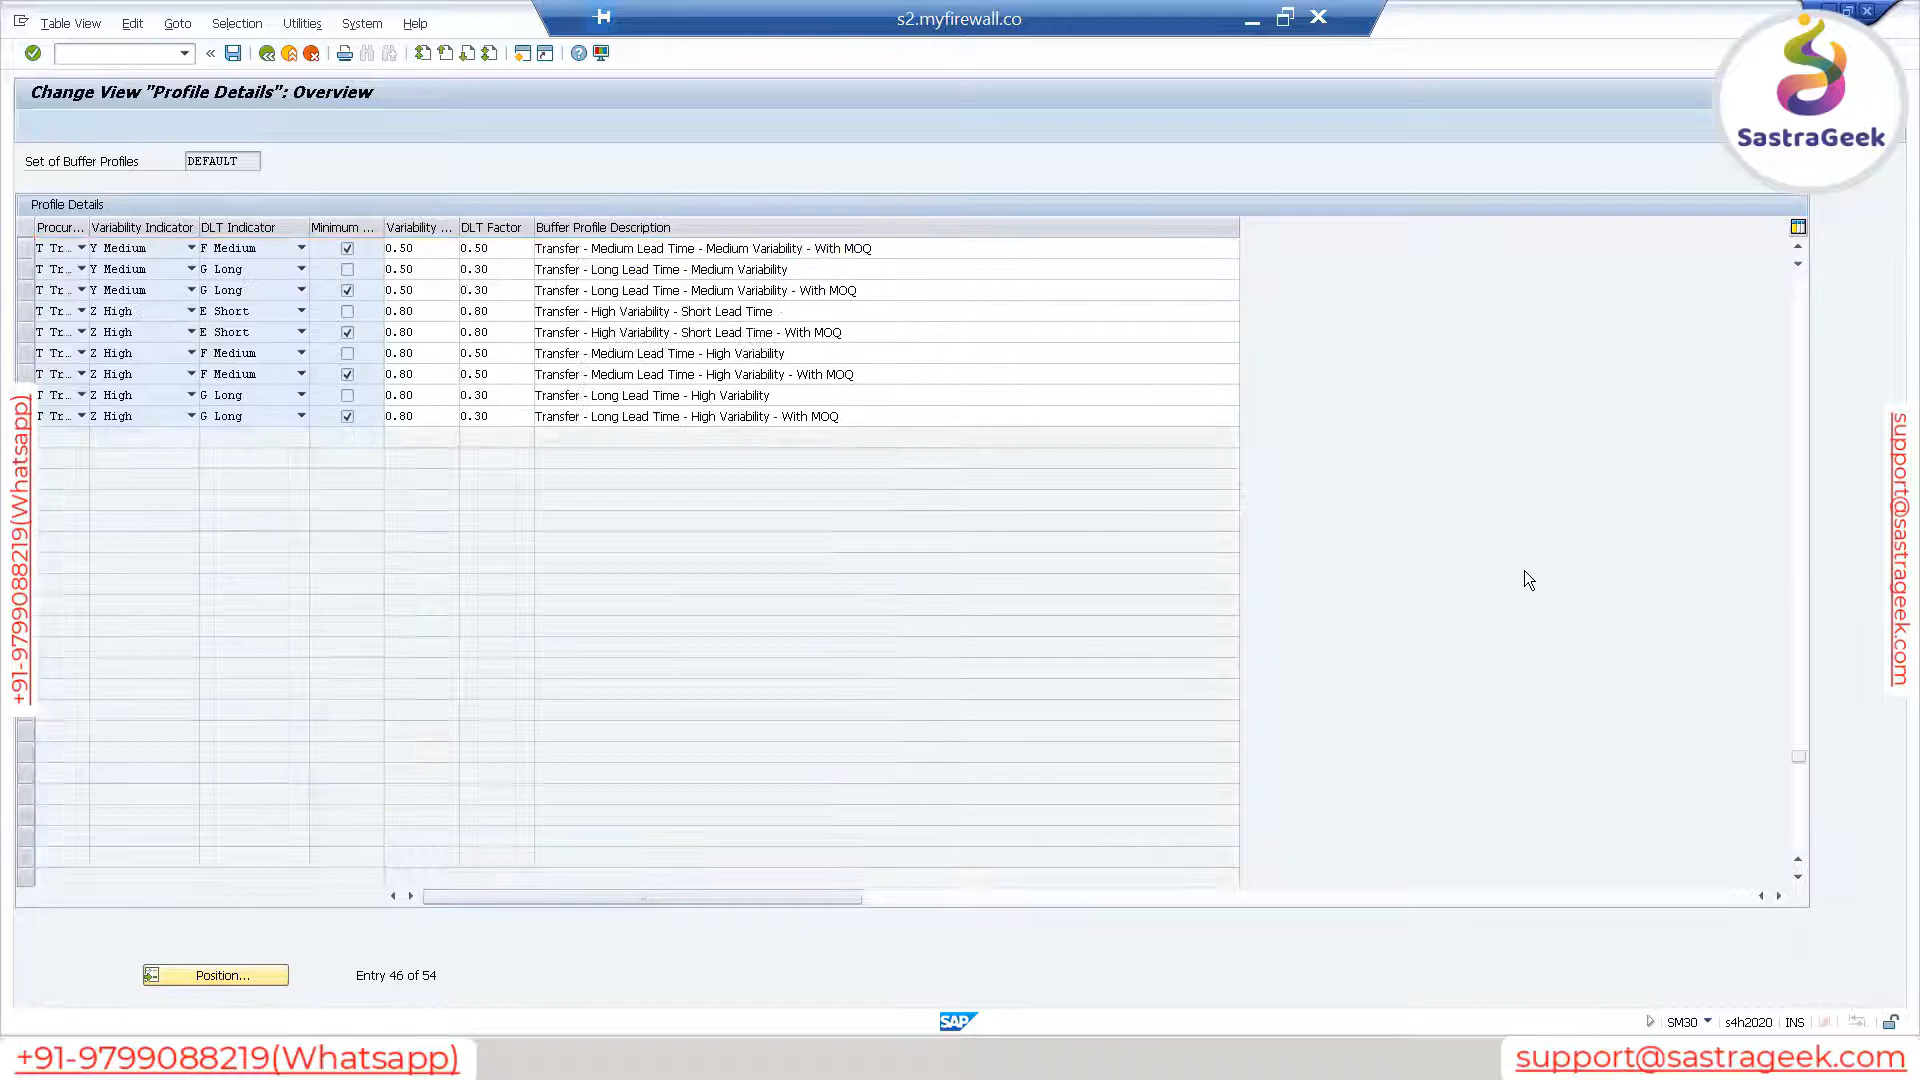 Table View Edit Goto Selection Utilities System Help
s2.myfirewall.co
SastraGeek
Change View "Profile Details": Overview
Set of Buffer Profiles DEFAULT
Profile Details
Procur... Variability Indicator DLT Indicator Minimum ... Variability ... DLT Factor Buffer Profile Description
T Tr... Y Medium F Medium 0.50 0.50 Transfer - Medium Lead Time - Medium Variability - With MOQ
T Tr... Y Medium G Long 0.50 0.30 Transfer - Long Lead Time - Medium Variability
T Tr... Y Medium G Long 0.50 0.30 Transfer - Long Lead Time - Medium Variability - With MOQ
T Tr... Z High E Short 0.80 0.80 Transfer - High Variability - Short Lead Time
T Tr... Z High E Short 0.80 0.80 Transfer - High Variability - Short Lead Time - With MOQ
T Tr... Z High F Medium 0.80 0.50 Transfer - Medium Lead Time - High Variability
T Tr... Z High F Medium 0.80 0.50 Transfer - Medium Lead Time - High Variability - With MOQ
T Tr... Z High G Long 0.80 0.30 Transfer - Long Lead Time - High Variability
T Tr... Z High G Long 0.80 0.30 Transfer - Long Lead Time - High Variability - With MOQ
+91-9799088219(Whatsapp)
support@sastrageek.com
Position... Entry 46 of 54
SAP
SM30 s4h2020 INS
+91-9799088219(Whatsapp)
support@sastrageek.com